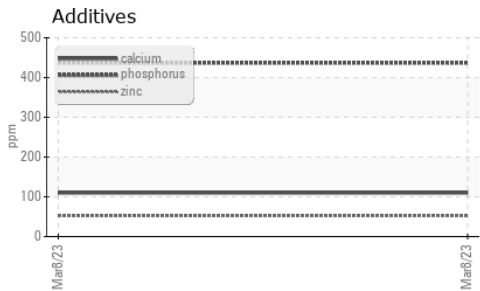 Additives
500
400
300
200
100
0
ppm
calcium
phosphorus
zinc
Mar8/23
Mar8/23